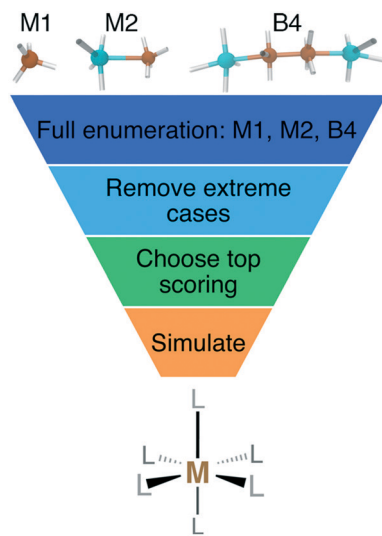 M1 M2 B4
Full enumeration: M1, M2, B4
Remove extreme
cases
Choose top
scoring
Simulate
L
L L
M
L L
L